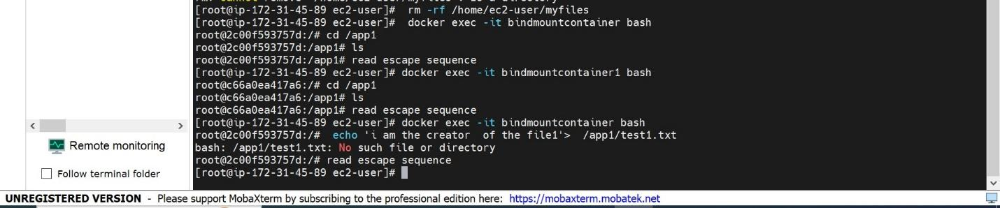 [root@ip-172-31-45-89 ec2-user]#  rm -rf /home/ec2-user/myfiles
[root@ip-172-31-45-89 ec2-user]#  docker exec -it bindmountcontainer bash
root@2c00f593757d:/# cd /app1
root@2c00f593757d:/app1# ls
root@2c00f593757d:/app1# read escape sequence
[root@ip-172-31-45-89 ec2-user]# docker exec -it bindmountcontainer1 bash
root@c66a0ea417a6:/# cd /app1
root@c66a0ea417a6:/app1# ls
root@c66a0ea417a6:/app1# read escape sequence
[root@ip-172-31-45-89 ec2-user]# docker exec -it bindmountcontainer bash
root@2c00f593757d:/#  echo 'i am the creator  of the file1'>  /app1/test1.txt
bash: /app1/test1.txt: No such file or directory
root@2c00f593757d:/# read escape sequence
[root@ip-172-31-45-89 ec2-user]#
Remote monitoring
Follow terminal folder
UNREGISTERED VERSION - Please support MobaXterm by subscribing to the professional edition here: https://mobaxterm.mobatek.net